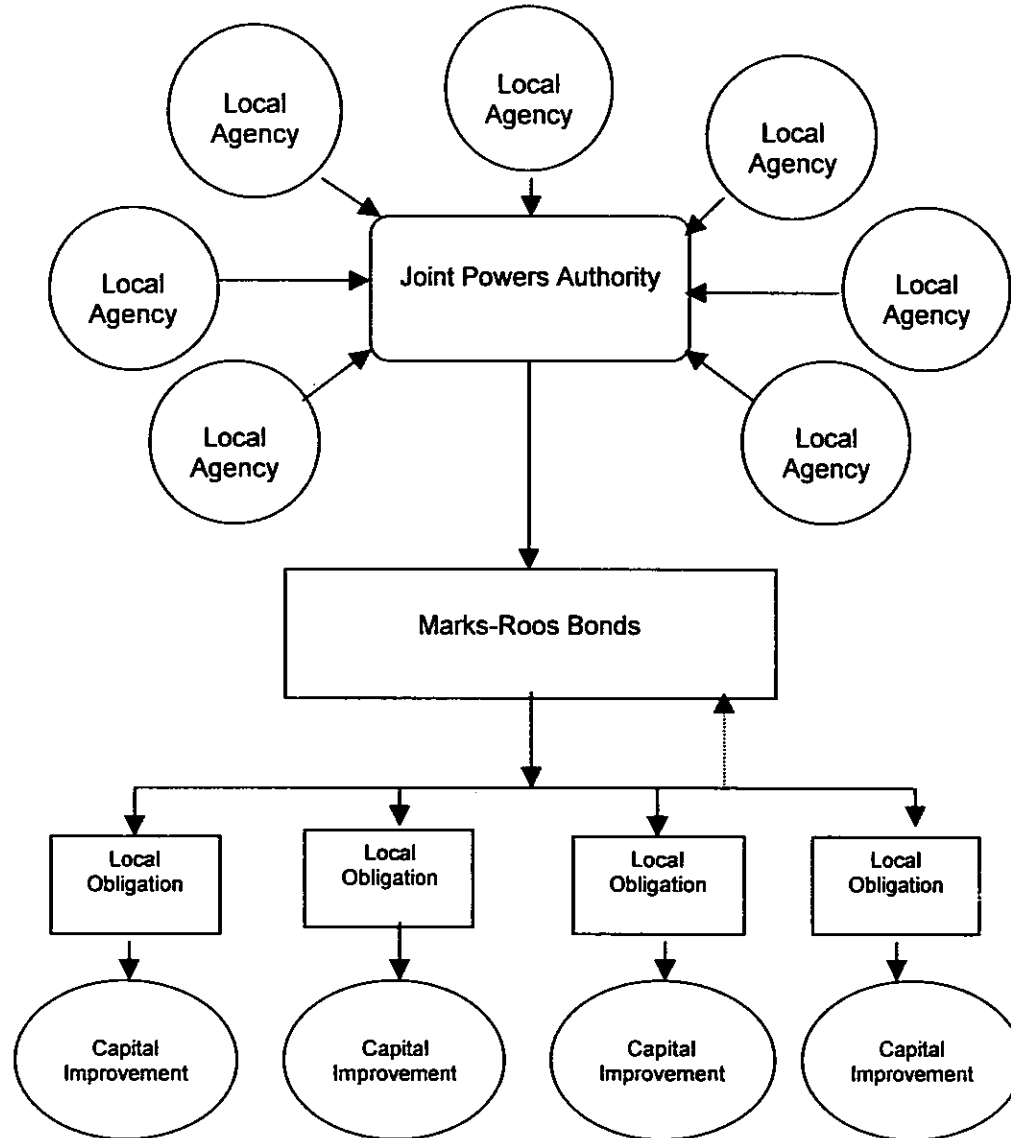 Local
Agency
Local
Agency
Local
Agency
Local
Agency
Joint Powers Authority
Local
Agency
Local
Agency
Local
Agency
Marks-Roos Bonds
Local
Obligation
Local
Obligation
Local
Obligation
Local
Obligation
Capital
Improvement
Capital
Improvement
Capital
Improvement
Capital
Improvement